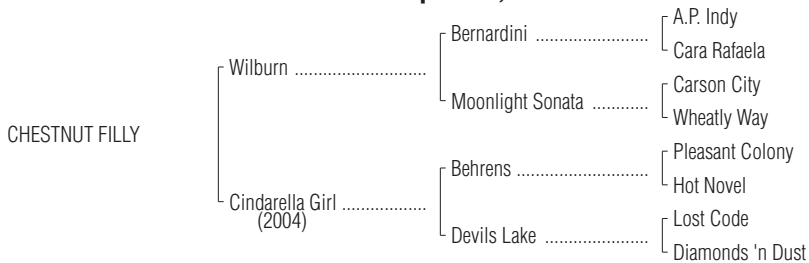 A.P. Indy
Bernardini ........................
Cara Rafaela
Wilburn ............................
Carson City
Moonlight Sonata ............
Wheatly Way
CHESTNUT FILLY
Pleasant Colony
Behrens ............................
Hot Novel
Cindarella Girl ..................
(2004)
Lost Code
Devils Lake ......................
Diamonds 'n Dust